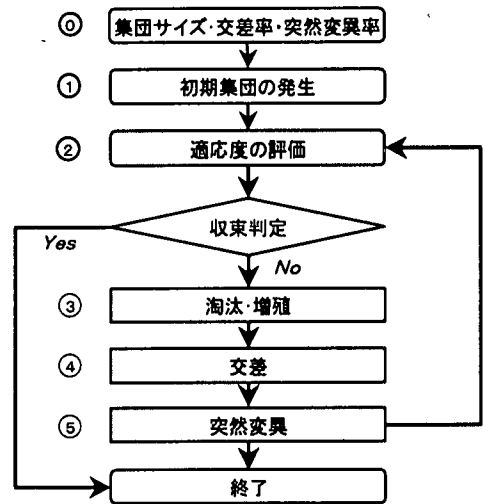 ⓪ 集団サイズ･交差率･突然変異率
① 初期集団の発生
② 適応度の評価
収束判定
Yes
No
③ 淘汰･増殖
④ 交差
⑤ 突然変異
終了